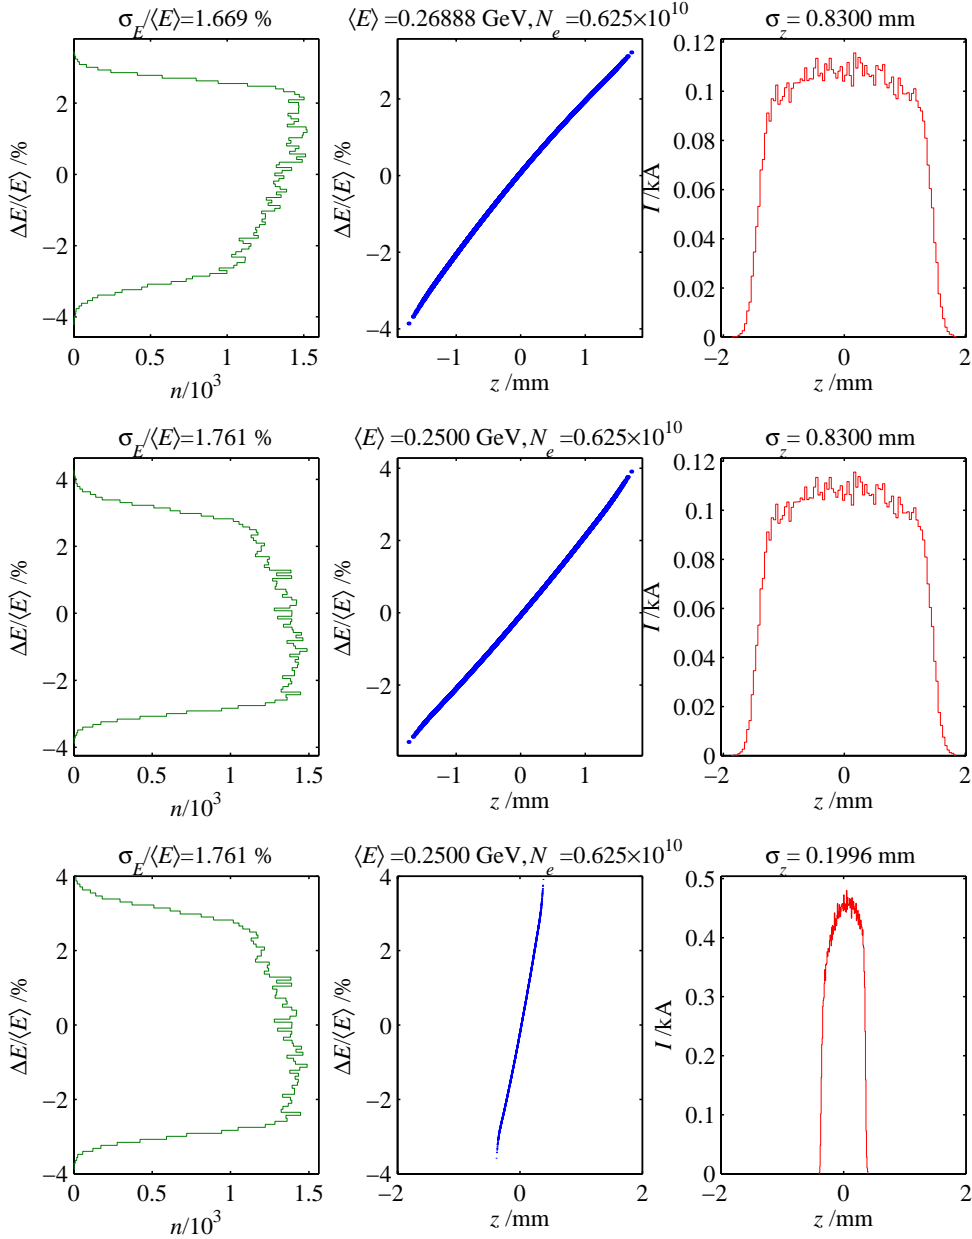 σ_E/⟨E⟩=1.669 %
⟨E⟩ =0.26888 GeV, N_e =0.625×10^10
σ_z = 0.8300 mm
ΔE/⟨E⟩ /%
2
0
−2
−4
0
0.5
1
1.5
n/10^3
ΔE/⟨E⟩ /%
2
0
−2
−4
−1
0
1
z /mm
I /kA
0.12
0.1
0.08
0.06
0.04
0.02
0
−2
0
2
z /mm
σ_E/⟨E⟩=1.761 %
⟨E⟩ =0.2500 GeV, N_e =0.625×10^10
σ_z = 0.8300 mm
ΔE/⟨E⟩ /%
4
2
0
−2
−4
0
0.5
1
1.5
n/10^3
ΔE/⟨E⟩ /%
4
2
0
−2
−1
0
1
z /mm
I /kA
0.12
0.1
0.08
0.06
0.04
0.02
0
−2
0
2
z /mm
σ_E/⟨E⟩=1.761 %
⟨E⟩ =0.2500 GeV, N_e =0.625×10^10
σ_z = 0.1996 mm
ΔE/⟨E⟩ /%
4
2
0
−2
−4
0
0.5
1
1.5
n/10^3
ΔE/⟨E⟩ /%
4
2
0
−2
−4
−2
0
2
z /mm
I /kA
0.5
0.4
0.3
0.2
0.1
0
−2
0
2
z /mm